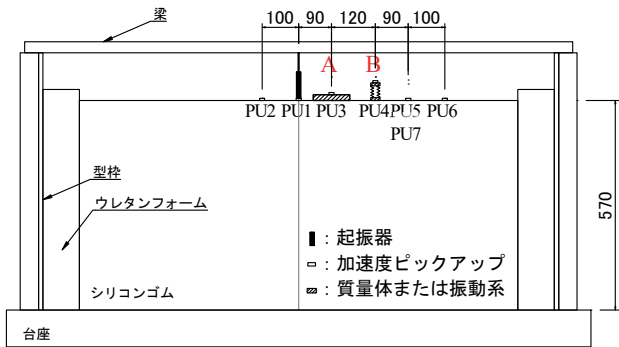 梁
100 90 120 90 100
A B
PU2 PU1 PU3 PU4 PU5 PU6
PU7
型枠
ウレタンフォーム
570
：起振器
：加速度ピックアップ
：質量体または振動系
シリコンゴム
台座